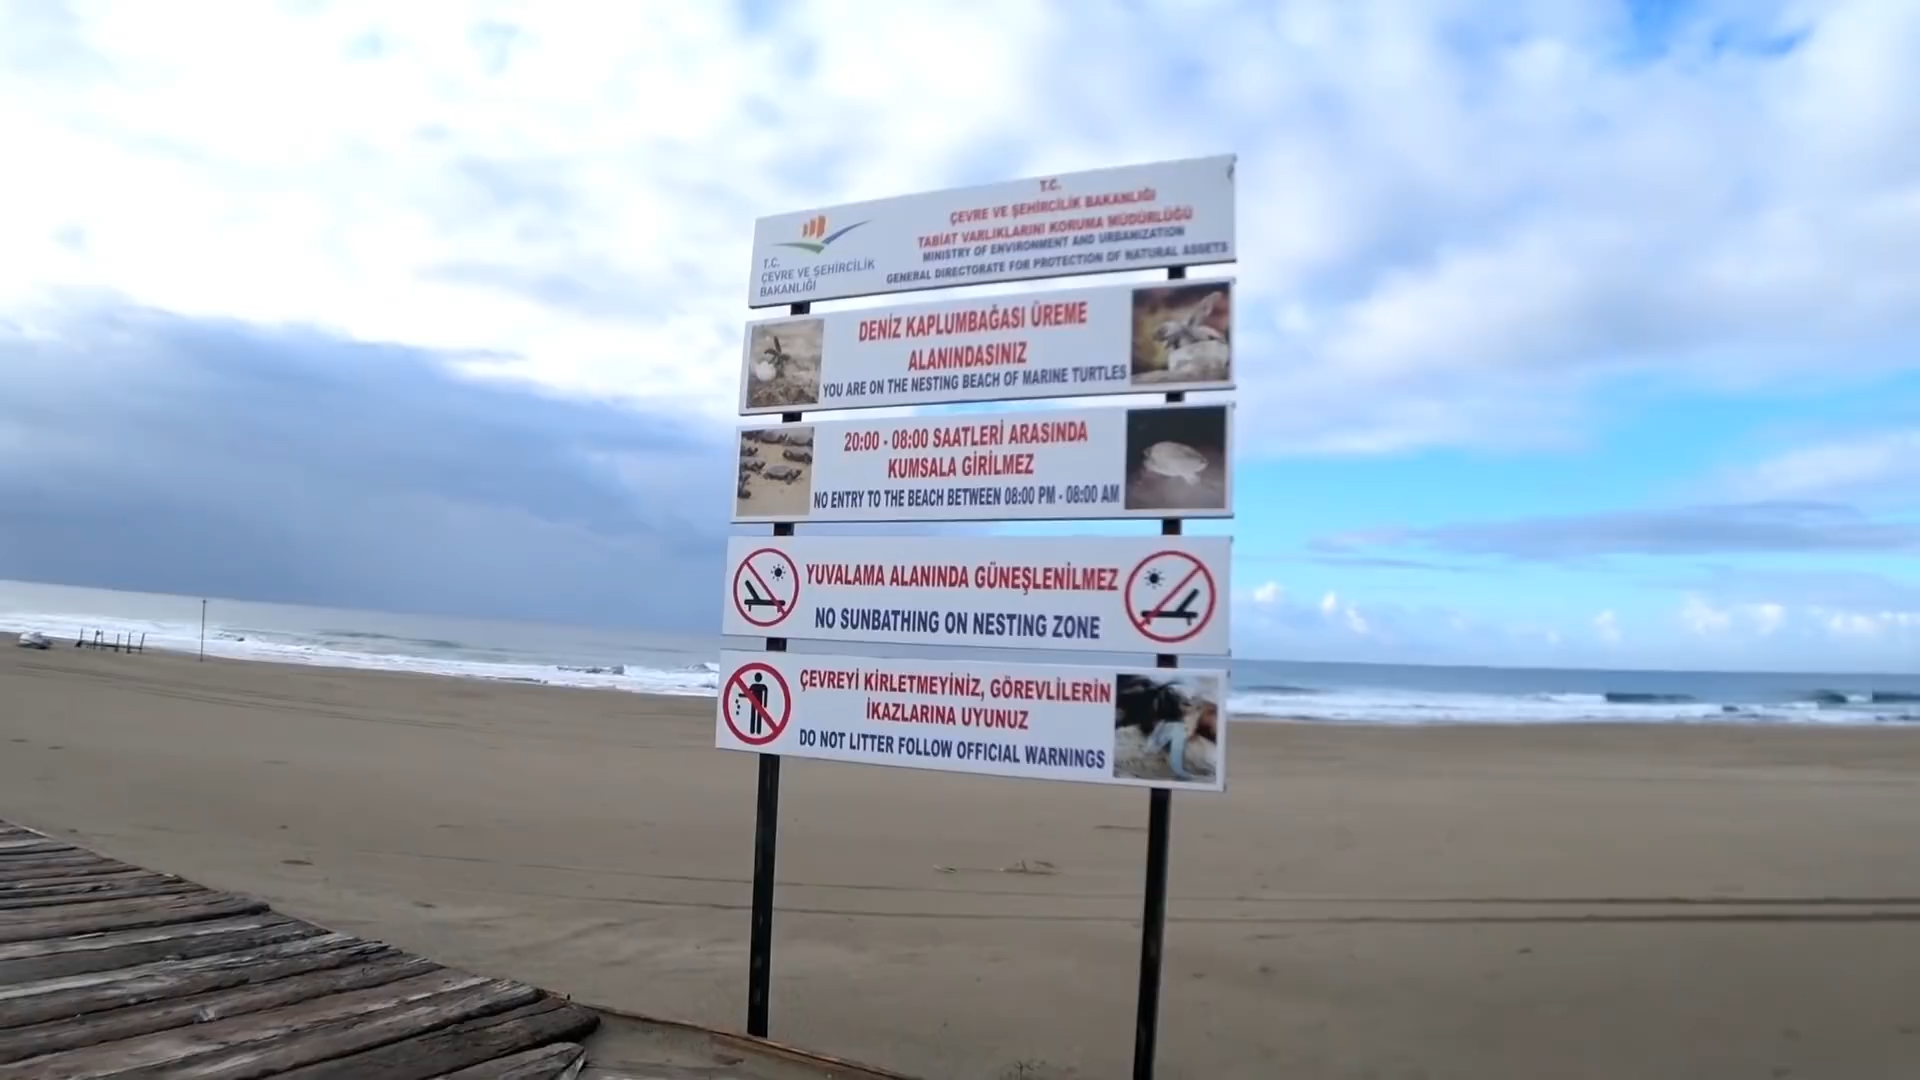 T.C.
ÇEVRE VE ŞEHİRCİLİK
BAKANLIĞI
T.C.
ÇEVRE VE ŞEHİRCİLİK BAKANLIĞI
TABİAT VARLIKLARINI KORUMA MÜDÜRLÜĞÜ
MINISTRY OF ENVIRONMENT AND URBANIZATION
GENERAL DIRECTORATE FOR PROTECTION OF NATURAL ASSETS
DENİZ KAPLUMBAĞASI ÜREME
ALANINDASINIZ
YOU ARE ON THE NESTING BEACH OF MARINE TURTLES
20:00 - 08:00 SAATLERİ ARASINDA
KUMSALA GİRİLMEZ
NO ENTRY TO THE BEACH BETWEEN 08:00 PM - 08:00 AM
YUVALAMA ALANINDA GÜNEŞLENİLMEZ
NO SUNBATHING ON NESTING ZONE
ÇEVREYİ KİRLETMEYİNİZ, GÖREVLİLERİN
İKAZLARINA UYUNUZ
DO NOT LITTER FOLLOW OFFICIAL WARNINGS